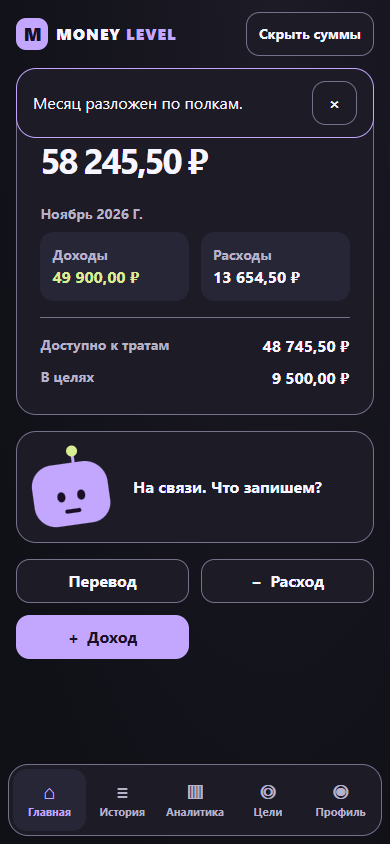 M MONEY LEVEL
Скрыть суммы
Месяц разложен по полкам.
×
58 245,50 ₽
Ноябрь 2026 Г.
Доходы
49 900,00 ₽
Расходы
13 654,50 ₽
Доступно к тратам
48 745,50 ₽
В целях
9 500,00 ₽
На связи. Что запишем?
Перевод
− Расход
+ Доход
Главная
История
Аналитика
Цели
Профиль